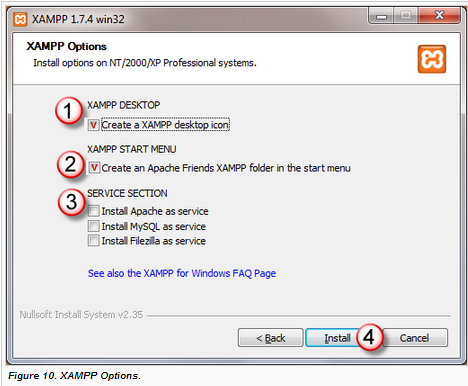 XAMPP 1.7.4 win32
XAMPP Options
Install options on NT/2000/XP Professional systems.
1
XAMPP DESKTOP
V Create a XAMPP desktop icon
2
XAMPP START MENU
V Create an Apache Friends XAMPP folder in the start menu
3
SERVICE SECTION
Install Apache as service
Install MySQL as service
Install Filezilla as service
See also the XAMPP for Windows FAQ Page
Nullsoft Install System v2.35
< Back Install 4 Cancel
Figure 10. XAMPP Options.